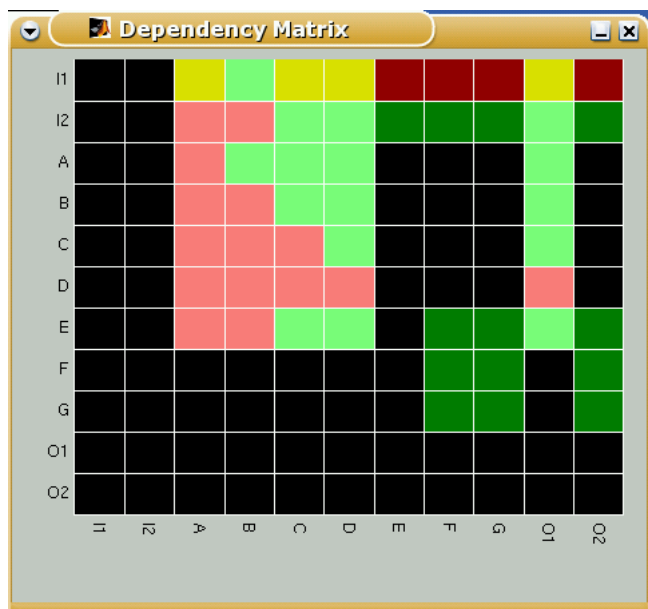 Dependency Matrix
I1
I2
A
B
C
D
E
F
G
O1
O2
I1 I2 A B C D E F G O1 O2